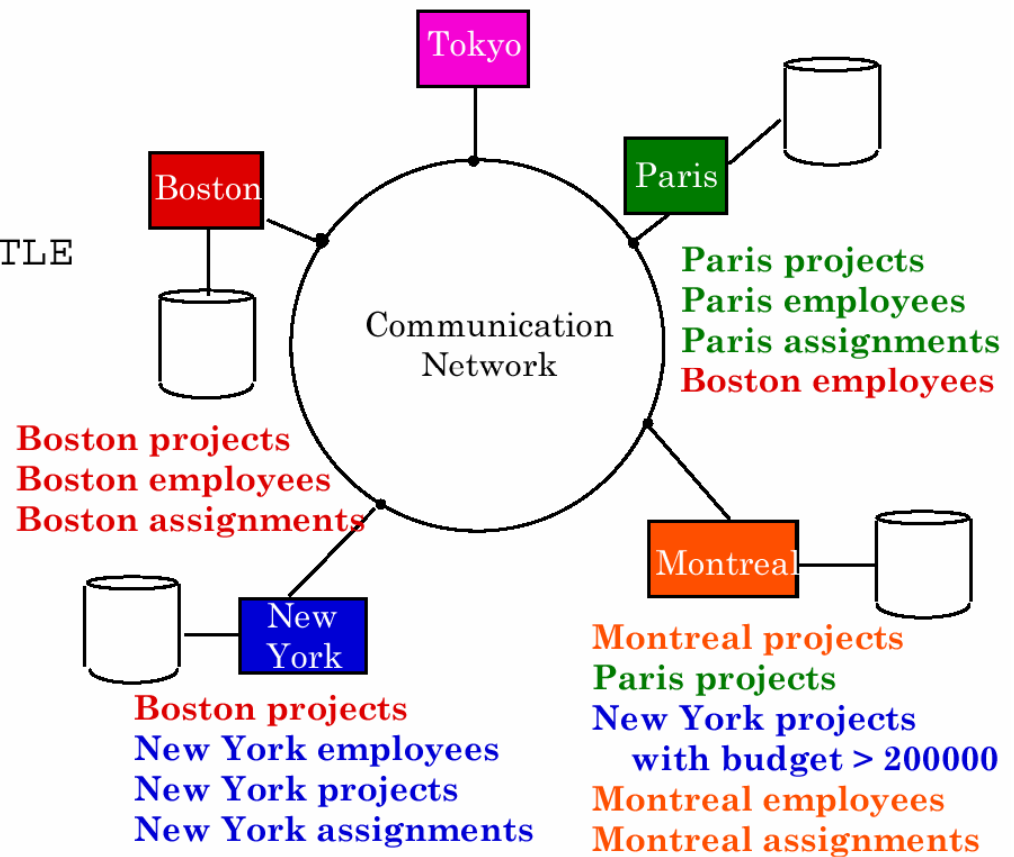 Tokyo
Paris
Boston
TLE
Paris projects
Paris employees
Paris assignments
Boston employees
Communication
Network
Boston projects
Boston employees
Boston assignments
Montreal
New
York
Montreal projects
Paris projects
New York projects
with budget > 200000
Montreal employees
Montreal assignments
Boston projects
New York employees
New York projects
New York assignments